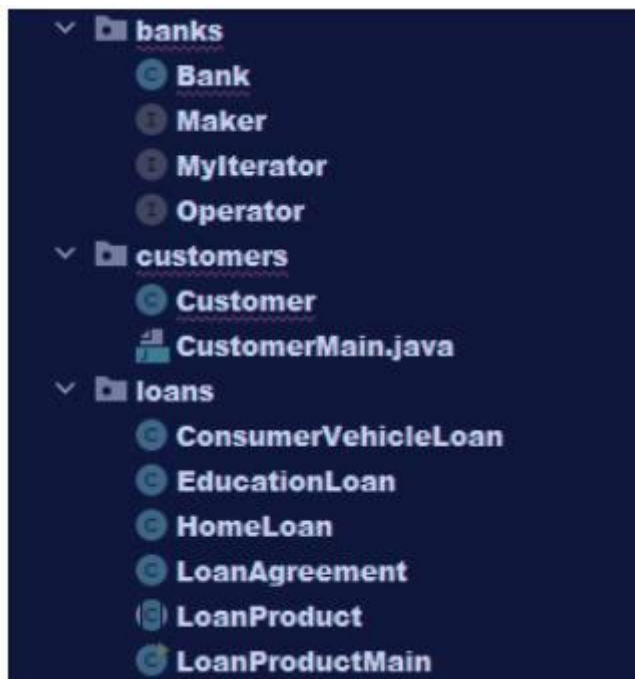 banks
Bank
Maker
MyIterator
Operator
customers
Customer
CustomerMain.java
loans
ConsumerVehicleLoan
EducationLoan
HomeLoan
LoanAgreement
LoanProduct
LoanProductMain